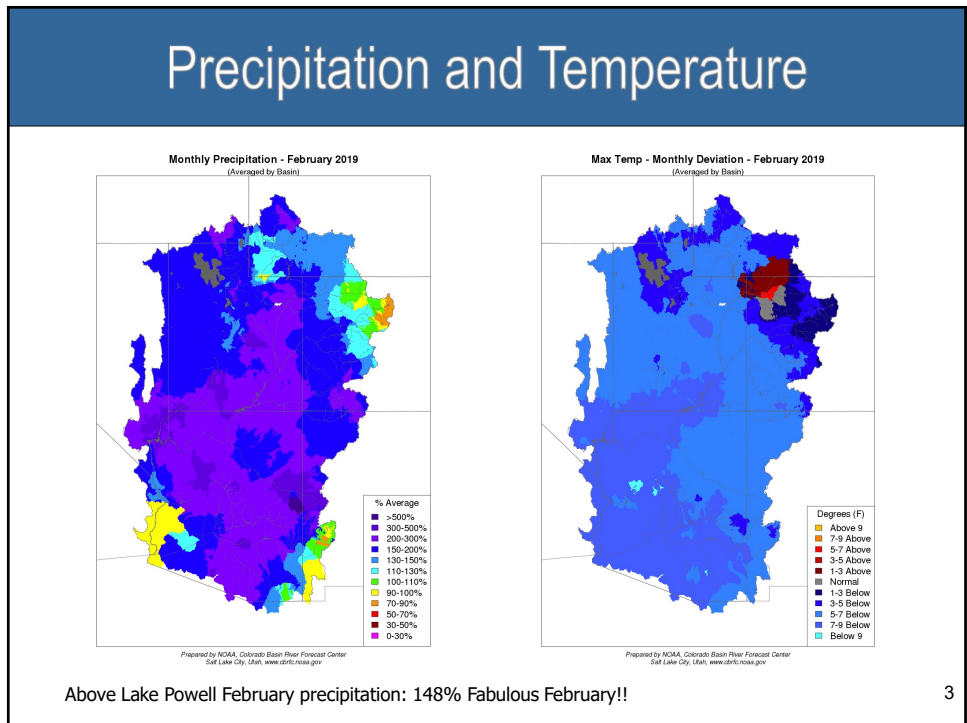 Precipitation and Temperature
Monthly Precipitation - February 2019
(Averaged by Basin)
% Average
>500%
300-500%
200-300%
150-200%
130-150%
110-130%
100-110%
90-100%
70-90%
50-70%
30-50%
0-30%
Prepared by NOAA, Colorado Basin River Forecast Center
Salt Lake City, Utah, www.cbrfc.noaa.gov
Max Temp - Monthly Deviation - February 2019
(Averaged by Basin)
Degrees (F)
Above 9
7-9 Above
5-7 Above
3-5 Above
1-3 Above
Normal
1-3 Below
3-5 Below
5-7 Below
7-9 Below
Below 9
Prepared by NOAA, Colorado Basin River Forecast Center
Salt Lake City, Utah, www.cbrfc.noaa.gov
Above Lake Powell February precipitation: 148% Fabulous February!!
3